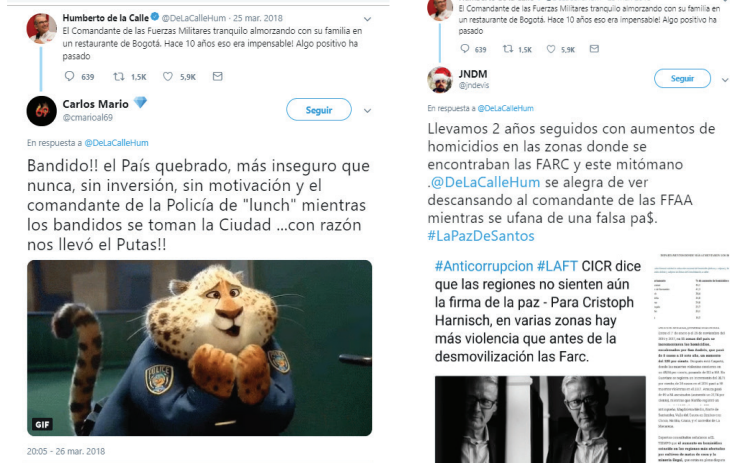 Humberto de la Calle @DeLaCalleHum · 25 mar. 2018
El Comandante de las Fuerzas Militares tranquilo almorzando con su familia en
un restaurante de Bogotá. Hace 10 años eso era impensable! Algo positivo ha
pasado
639 1,5K 5,9K
Carlos Mario 💎
@cmarioal69
Seguir
En respuesta a @DeLaCalleHum
Bandido!! el País quebrado, más inseguro que
nunca, sin inversión, sin motivación y el
comandante de la Policía de "lunch" mientras
los bandidos se toman la Ciudad ...con razón
nos llevó el Putas!!
POLICE
GIF
20:05 - 26 mar. 2018
El Comandante de las Fuerzas Militares tranquilo almorzando con su familia en
un restaurante de Bogotá. Hace 10 años eso era impensable! Algo positivo ha
pasado
639 1,5K 5,9K
JNDM
@jndevis
Seguir
En respuesta a @DeLaCalleHum
Llevamos 2 años seguidos con aumentos de
homicidios en las zonas donde se
encontraban las FARC y este mitómano
.@DeLaCalleHum se alegra de ver
descansando al comandante de las FFAA
mientras se ufana de una falsa pa$.
#LaPazDeSantos
#Anticorrupcion #LAFT CICR dice
que las regiones no sienten aún
la firma de la paz - Para Cristoph
Harnisch, en varias zonas hay
más violencia que antes de la
desmovilización las Farc.